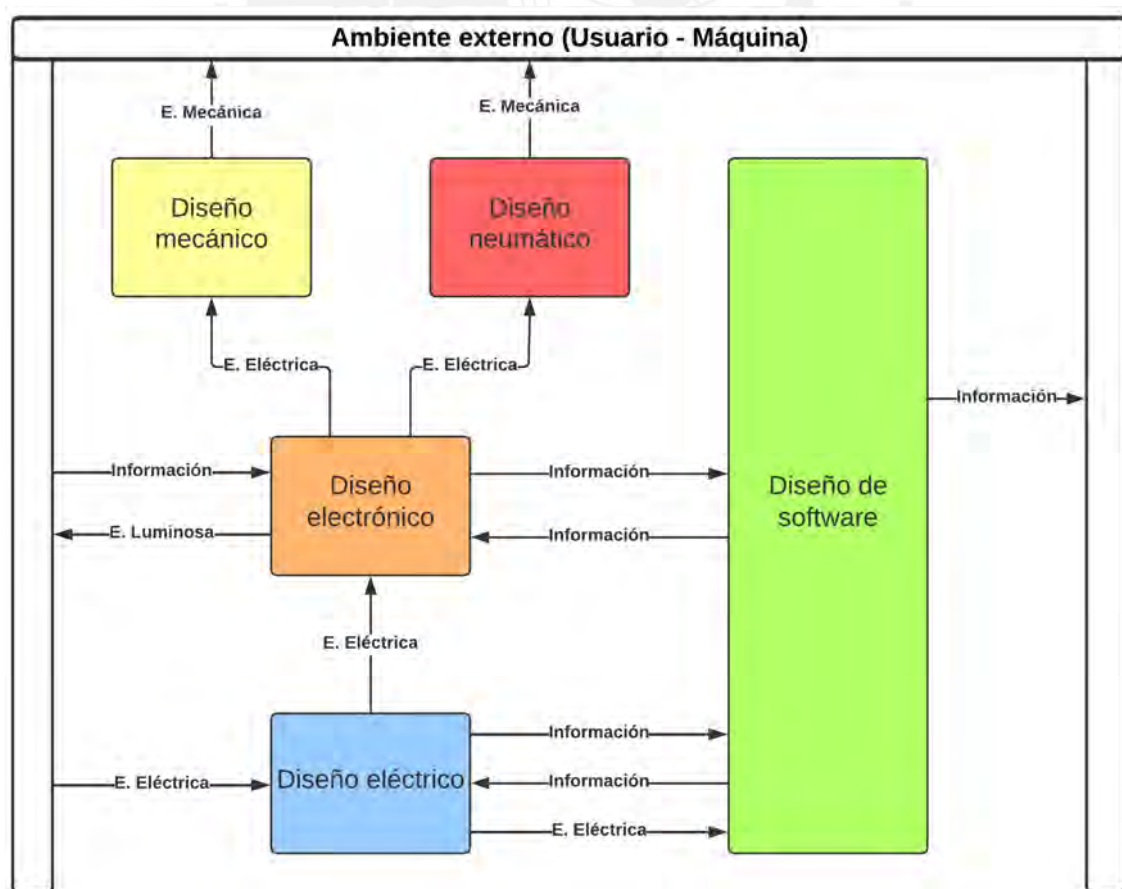 Ambiente externo (Usuario - Máquina)
E. Mecánica
E. Mecánica
Diseño
mecánico
Diseño
neumático
E. Eléctrica
E. Eléctrica
Información
Información
Diseño
electrónico
Información
Diseño de
software
E. Luminosa
Información
E. Eléctrica
Información
Diseño eléctrico
E. Eléctrica
Información
E. Eléctrica